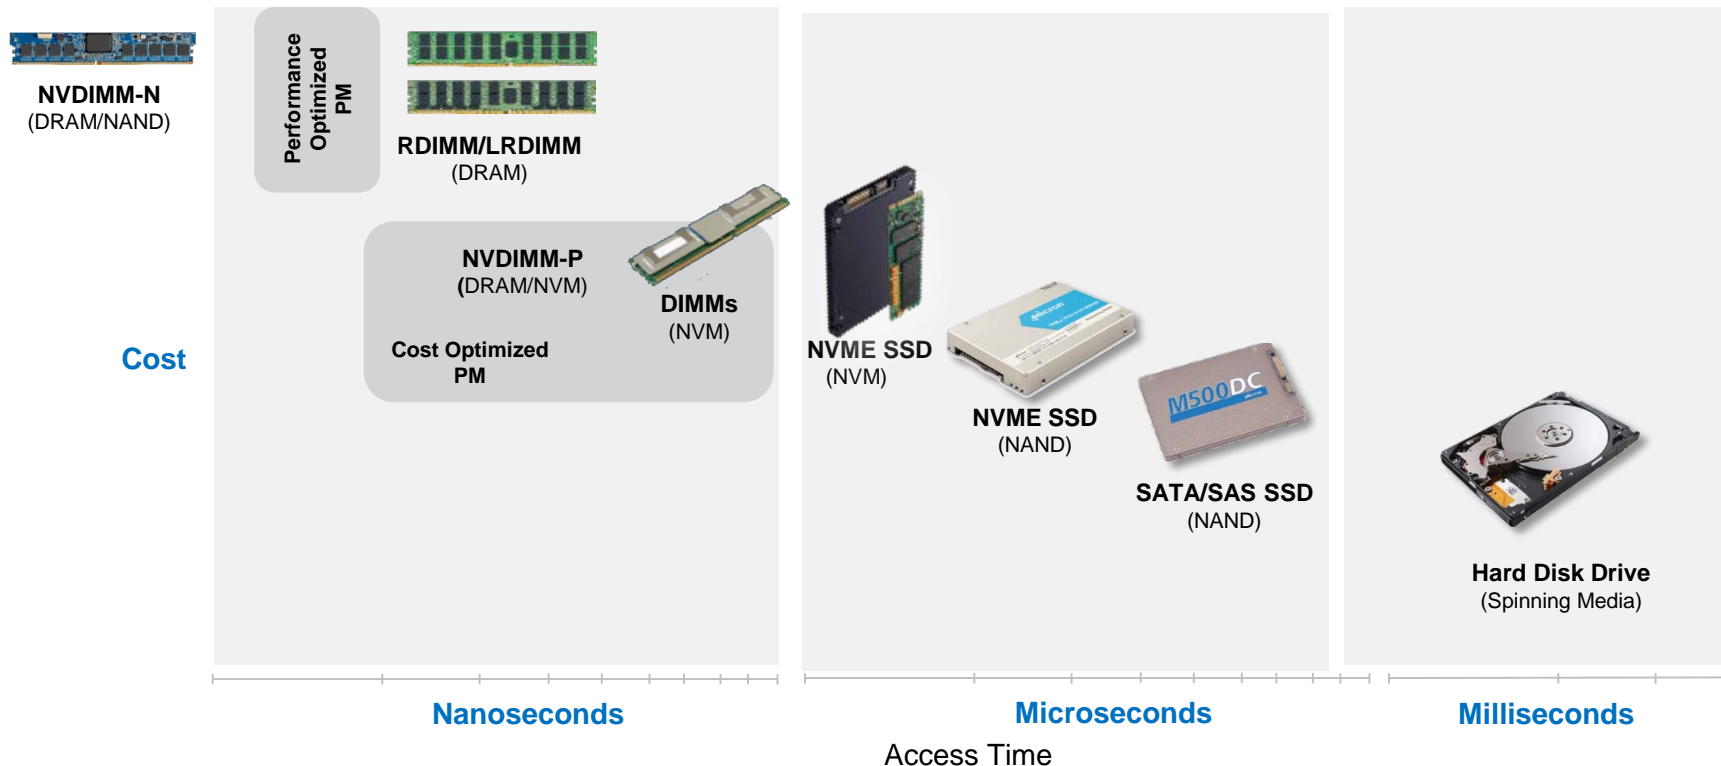 NVDIMM-N
(DRAM/NAND)
Performance
Optimized
PM
RDIMM/LRDIMM
(DRAM)
NVDIMM-P
(DRAM/NVM)
DIMMs
(NVM)
Cost Optimized
PM
Cost
NVME SSD
(NVM)
Micron
NVME SSD
(NAND)
M500DC
SATA/SAS SSD
(NAND)
Hard Disk Drive
(Spinning Media)
Nanoseconds
Microseconds
Milliseconds
Access Time